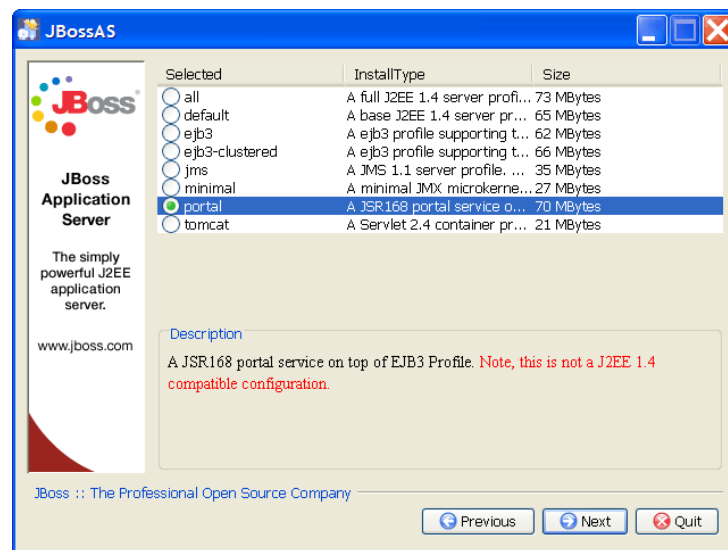 JBossAS
JBoss
JBoss
Application
Server
The simply
powerful J2EE
application
server.
www.jboss.com
Selected InstallType Size
all A full J2EE 1.4 server profi... 73 MBytes
default A base J2EE 1.4 server pr... 65 MBytes
ejb3 A ejb3 profile supporting t... 62 MBytes
ejb3-clustered A ejb3 profile supporting t... 66 MBytes
jms A JMS 1.1 server profile. ... 35 MBytes
minimal A minimal JMX microkerne... 27 MBytes
portal A JSR168 portal service o... 70 MBytes
tomcat A Servlet 2.4 container pr... 21 MBytes
Description
A JSR168 portal service on top of EJB3 Profile. Note, this is not a J2EE 1.4
compatible configuration.
JBoss :: The Professional Open Source Company
Previous Next Quit